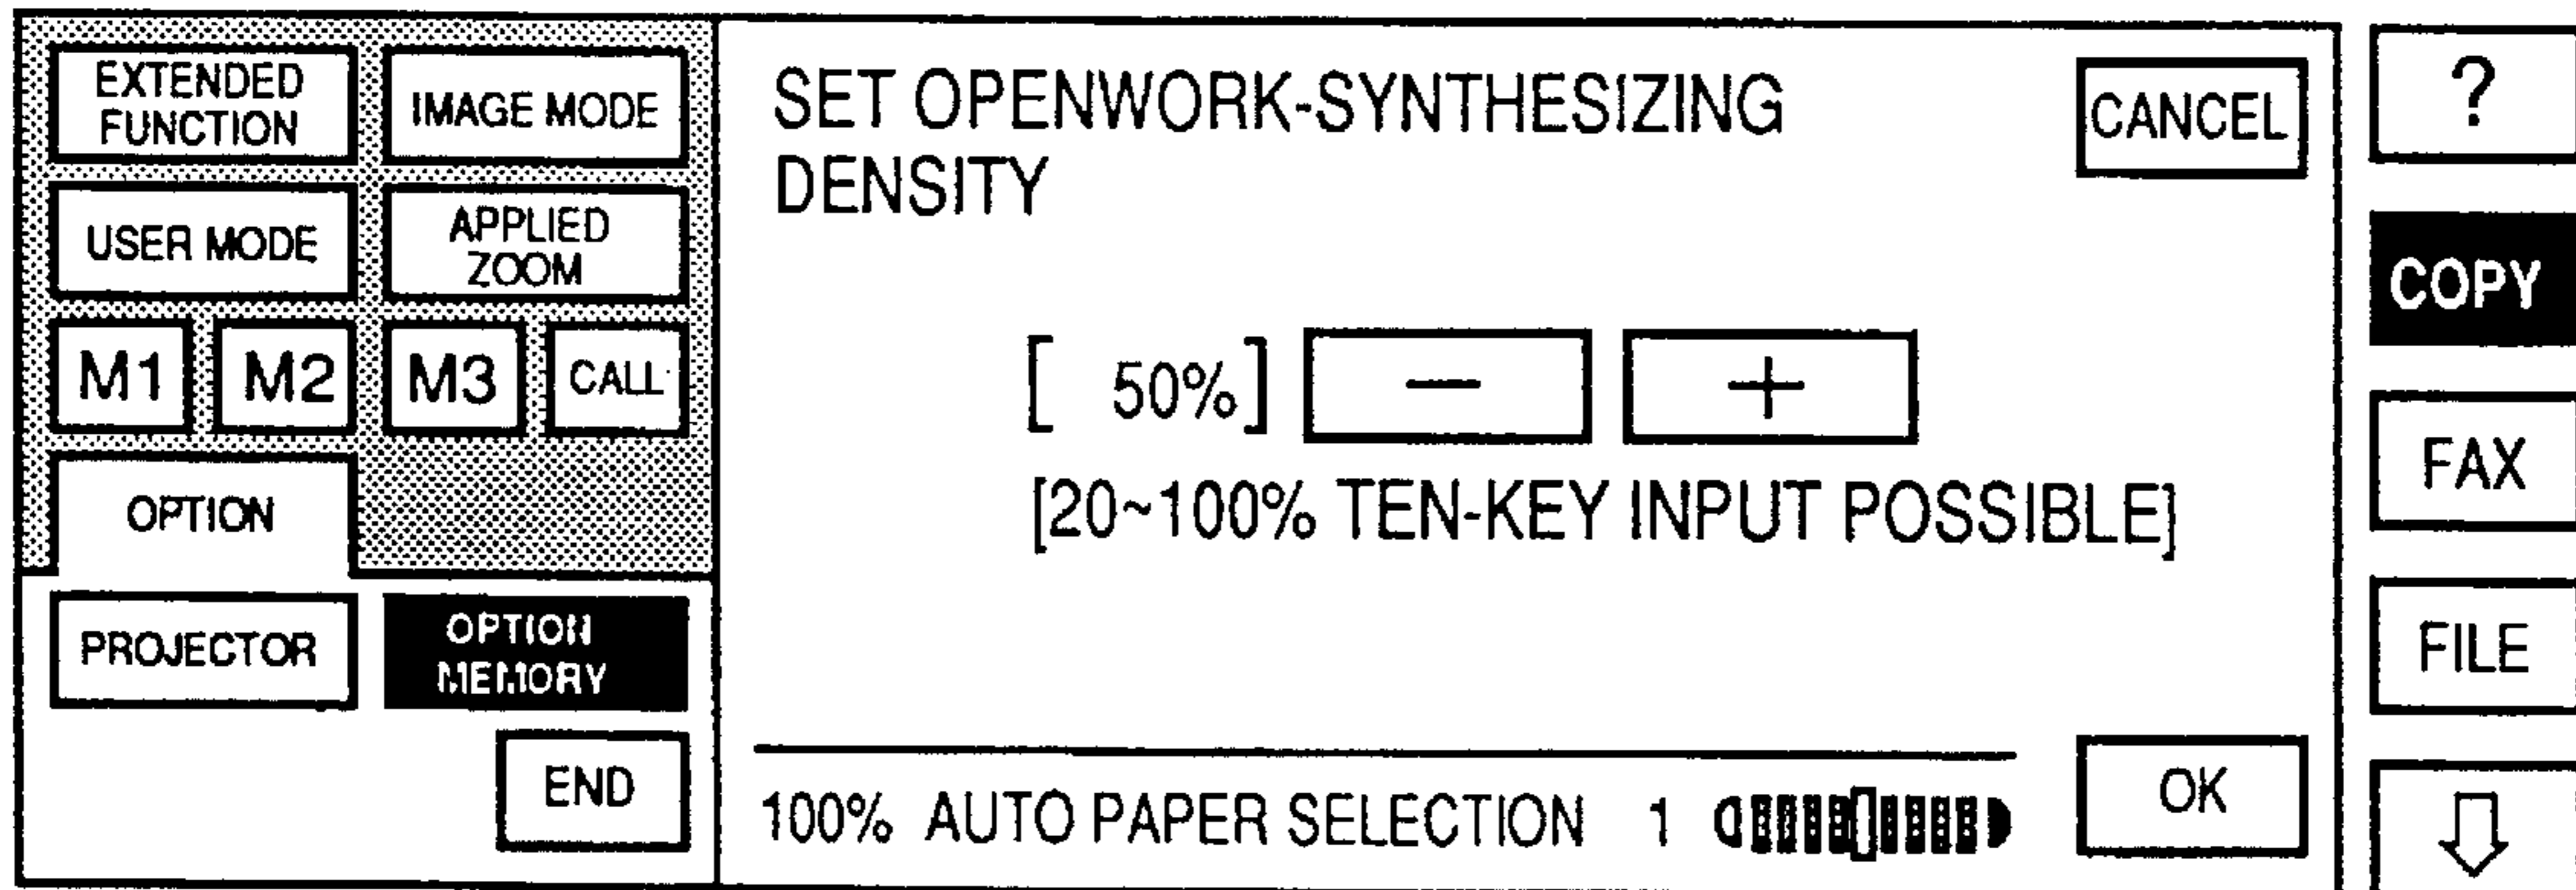 EXTENDED
FUNCTION
IMAGE MODE
USER MODE
APPLIED
ZOOM
M1 M2 M3 CALL
OPTION
PROJECTOR
OPTION
MEMORY
END
SET OPENWORK-SYNTHESIZING
DENSITY
CANCEL
[ 50%] − +
[20~100% TEN-KEY INPUT POSSIBLE]
100% AUTO PAPER SELECTION 1
OK
?
COPY
FAX
FILE